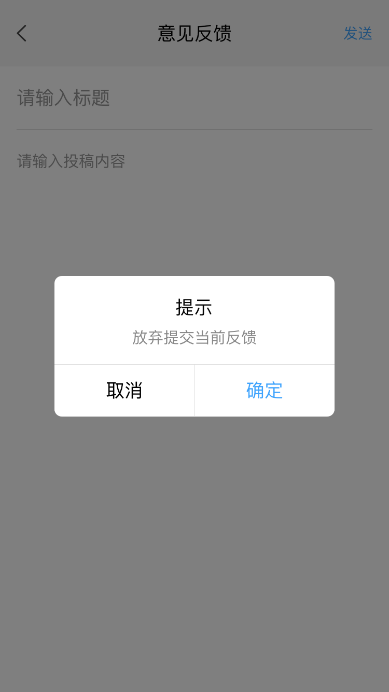 意见反馈 发送
请输入标题
请输入投稿内容
提示
放弃提交当前反馈
取消 确定